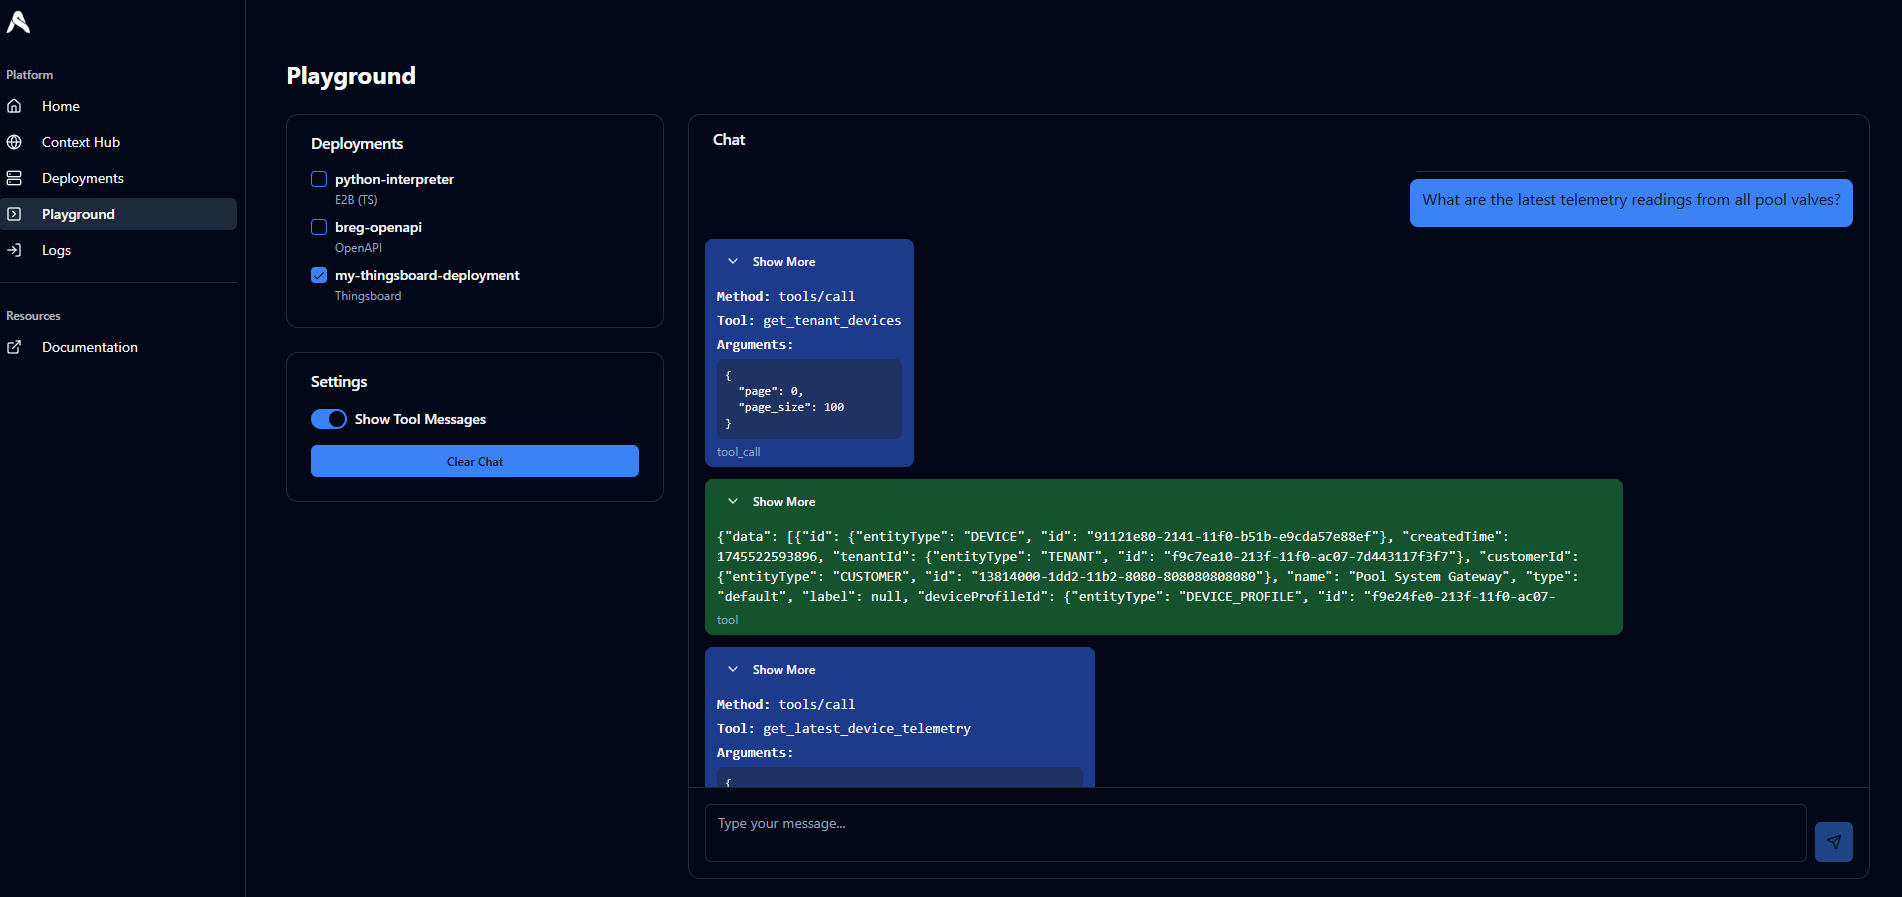 Platform
Home
Context Hub
Deployments
Playground
Logs
Resources
Documentation
Playground
Deployments
python-interpreter
E2B (TS)
breg-openapi
OpenAPI
my-thingsboard-deployment
Thingsboard
Settings
Show Tool Messages
Clear Chat
Chat
What are the latest telemetry readings from all pool valves?
Show More
Method: tools/call
Tool: get_tenant_devices
Arguments:
{
  "page": 0,
  "page_size": 100
}
tool_call
Show More
{"data": [{"id": {"entityType": "DEVICE", "id": "91121e80-2141-11f0-b51b-e9cda57e88ef"}, "createdTime":
1745522593896, "tenantId": {"entityType": "TENANT", "id": "f9c7ea10-213f-11f0-ac07-7d443117f3f7"}, "customerId":
{"entityType": "CUSTOMER", "id": "13814000-1dd2-11b2-8080-808080808080"}, "name": "Pool System Gateway", "type":
"default", "label": null, "deviceProfileId": {"entityType": "DEVICE_PROFILE", "id": "f9e24fe0-213f-11f0-ac07-
tool
Show More
Method: tools/call
Tool: get_latest_device_telemetry
Arguments:
{
Type your message...